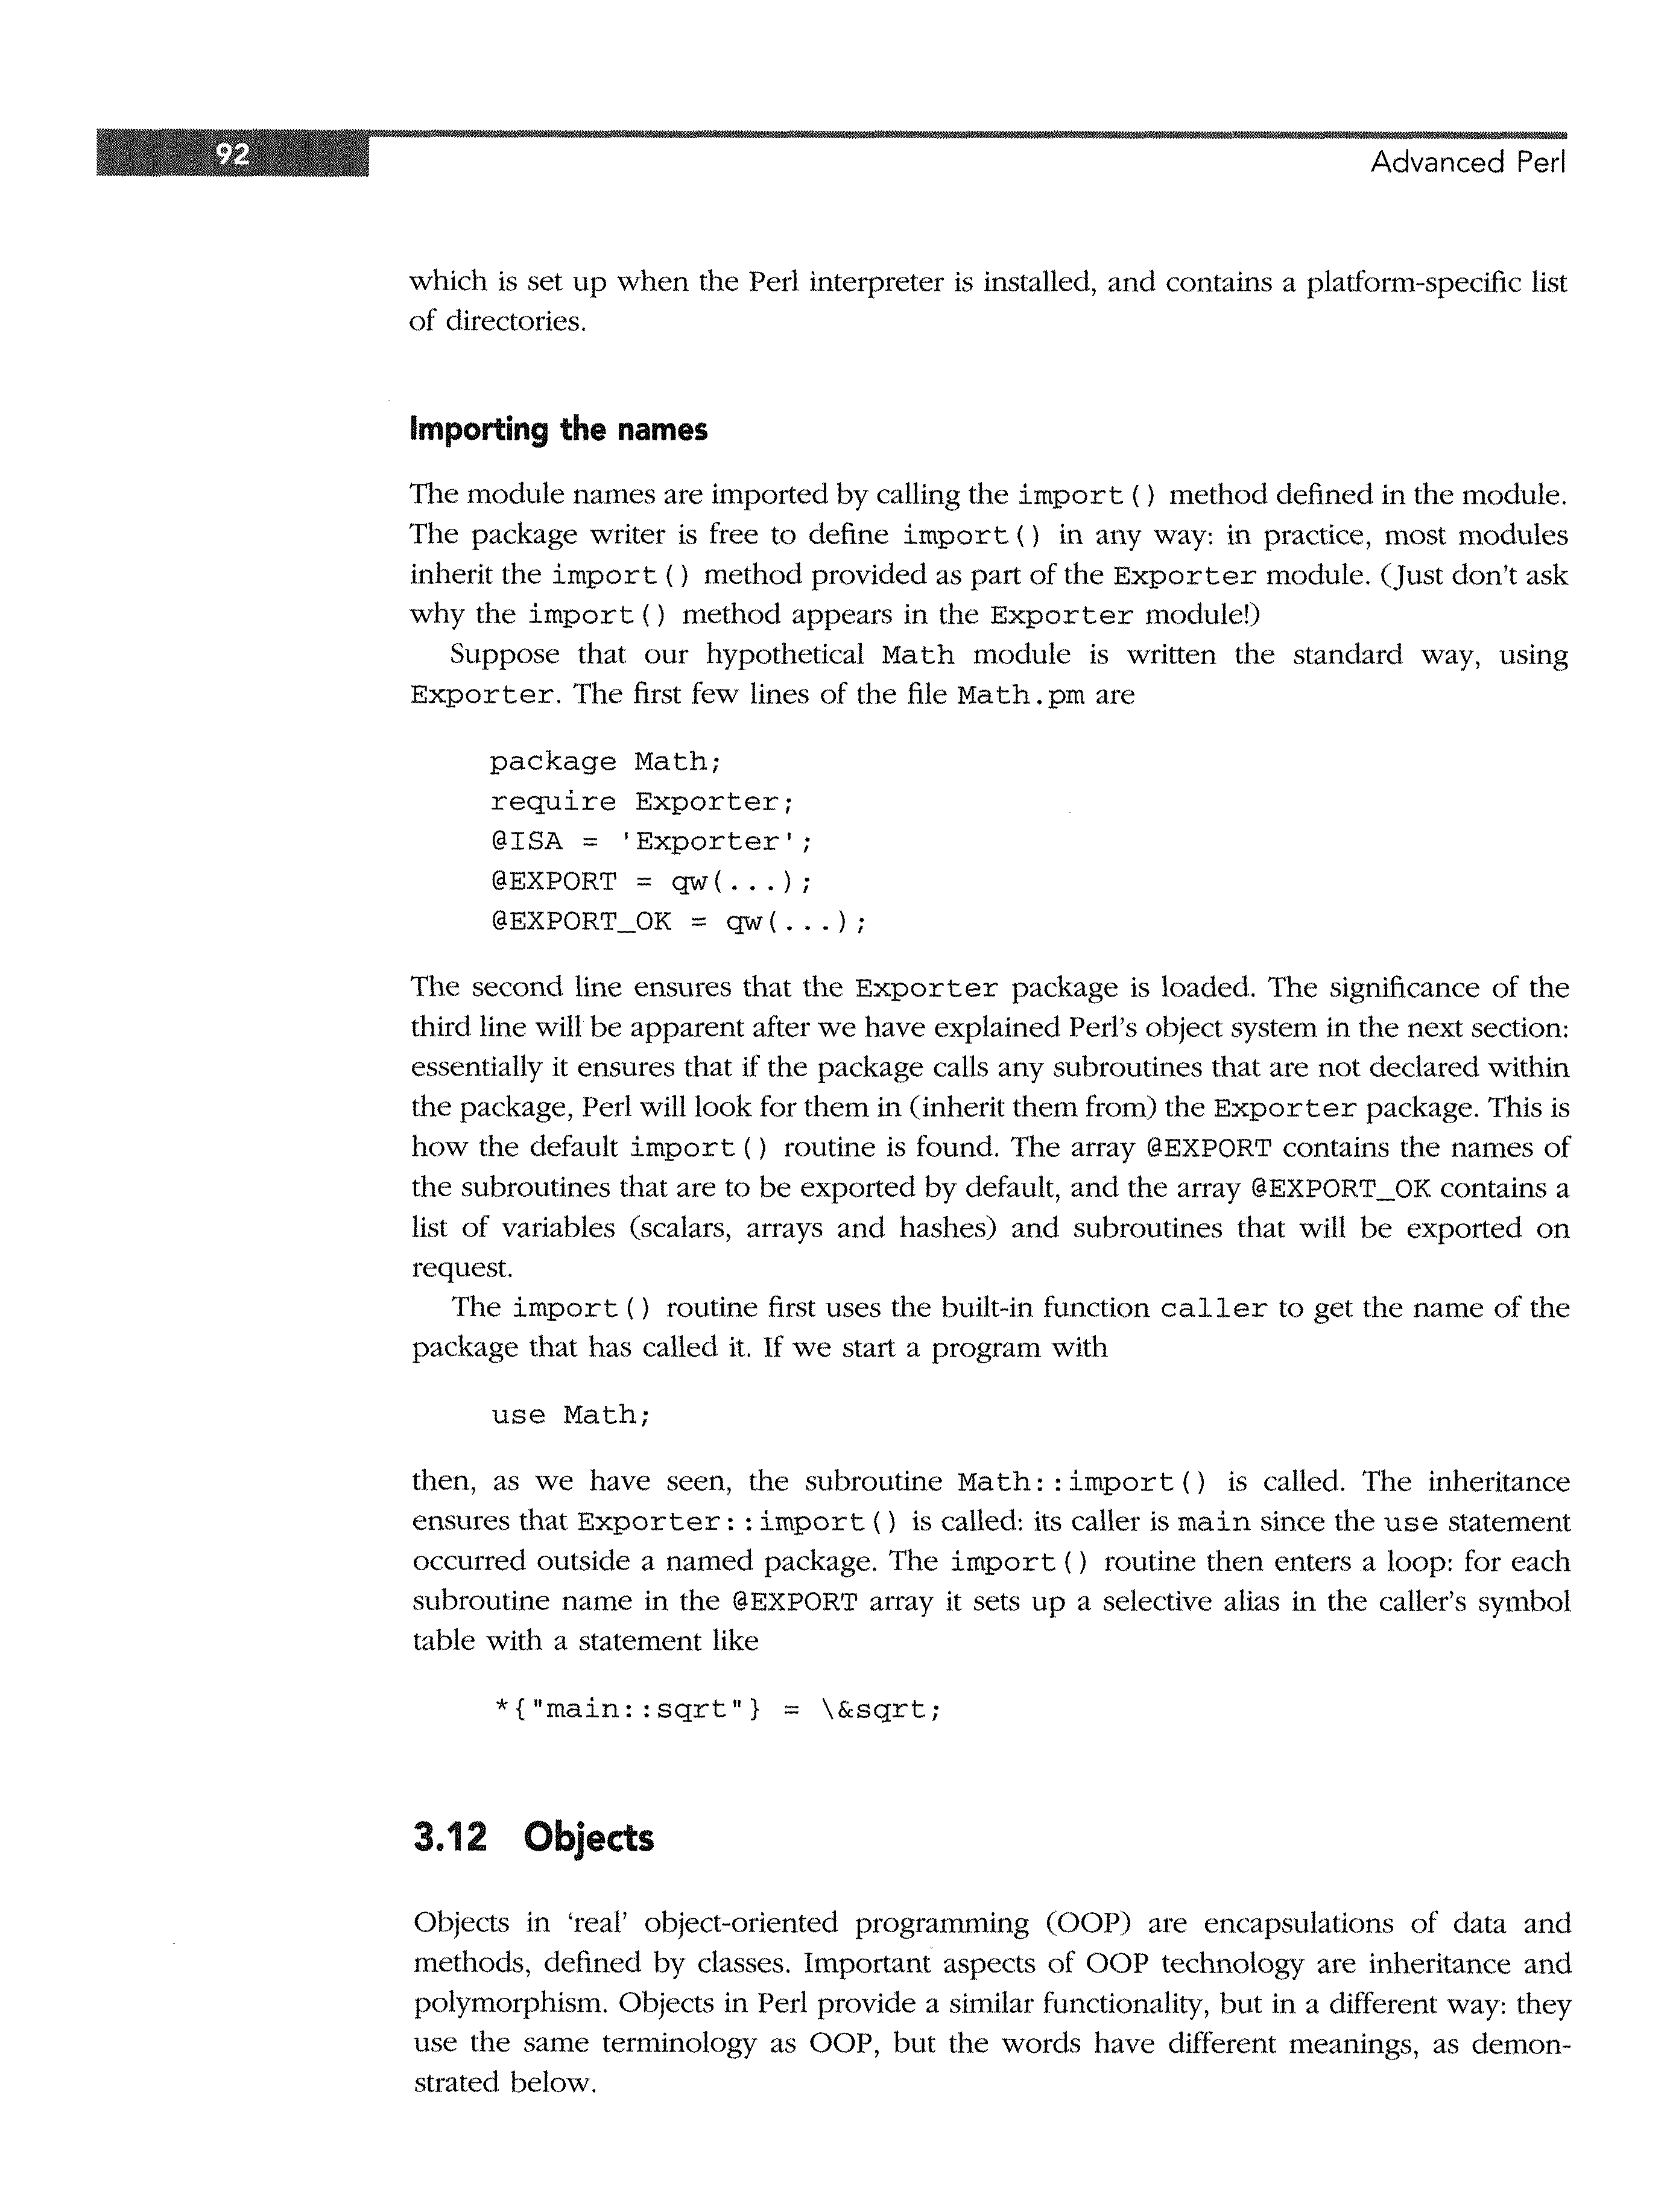 92
Advanced Perl
which is set up when the Perl interpreter is installed, and contains a platform-specific list
of directories.
Importing the names
The module names are imported by calling the import() method defined in the module.
The package writer is free to define import() in any way: in practice, most modules
inherit the import() method provided as part of the Exporter module. (Just don't ask
why the import() method appears in the Exporter module!)
Suppose that our hypothetical Math module is written the standard way, using
Exporter. The first few lines of the file Math.pm are
package Math;
require Exporter;
@ISA = 'Exporter';
@EXPORT = qw(...);
@EXPORT_OK = qw(...);
The second line ensures that the Exporter package is loaded. The significance of the
third line will be apparent after we have explained Perl's object system in the next section:
essentially it ensures that if the package calls any subroutines that are not declared within
the package, Perl will look for them in (inherit them from) the Exporter package. This is
how the default import() routine is found. The array @EXPORT contains the names of
the subroutines that are to be exported by default, and the array @EXPORT_OK contains a
list of variables (scalars, arrays and hashes) and subroutines that will be exported on
request.
The import() routine first uses the built-in function caller to get the name of the
package that has called it. If we start a program with
use Math;
then, as we have seen, the subroutine Math::import() is called. The inheritance
ensures that Exporter::import() is called: its caller is main since the use statement
occurred outside a named package. The import() routine then enters a loop: for each
subroutine name in the @EXPORT array it sets up a selective alias in the caller's symbol
table with a statement like
*{"main::sqrt"} = \&sqrt;
3.12 Objects
Objects in 'real' object-oriented programming (OOP) are encapsulations of data and
methods, defined by classes. Important aspects of OOP technology are inheritance and
polymorphism. Objects in Perl provide a similar functionality, but in a different way: they
use the same terminology as OOP, but the words have different meanings, as demon-
strated below.